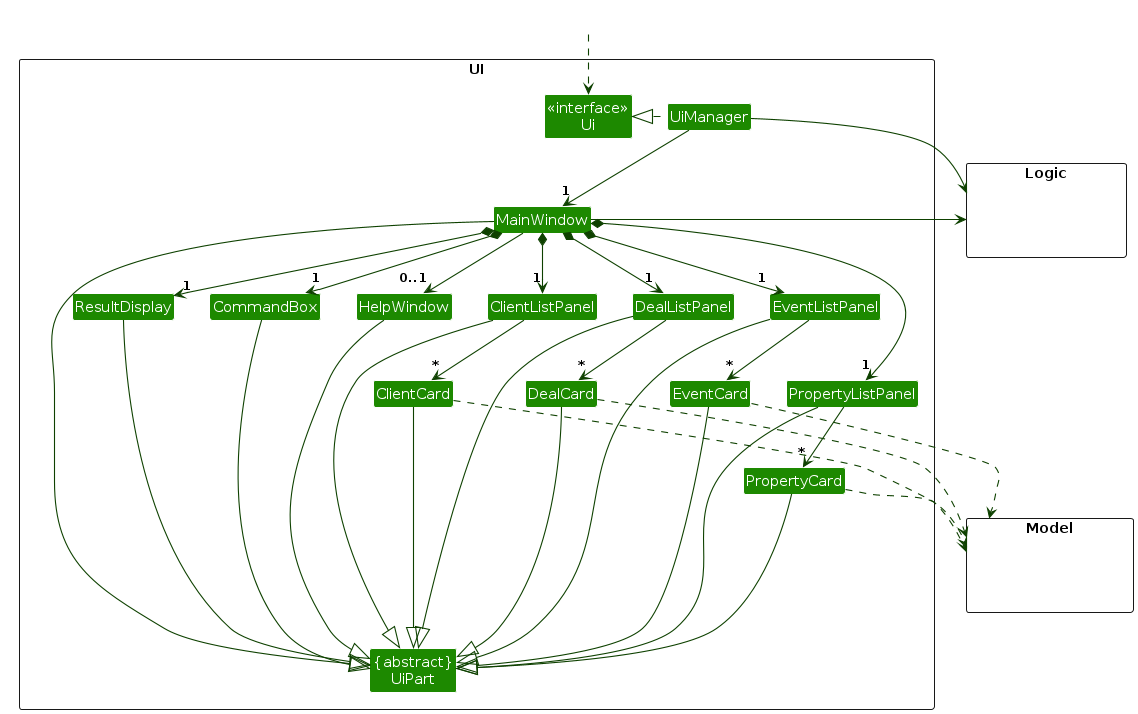 UI
«interface»
Ui
UiManager
Logic
1
MainWindow
1
1
0..1
1
1
1
ResultDisplay
CommandBox
HelpWindow
ClientListPanel
DealListPanel
EventListPanel
*
*
*
1
ClientCard
DealCard
EventCard
PropertyListPanel
*
PropertyCard
Model
{abstract}
UiPart